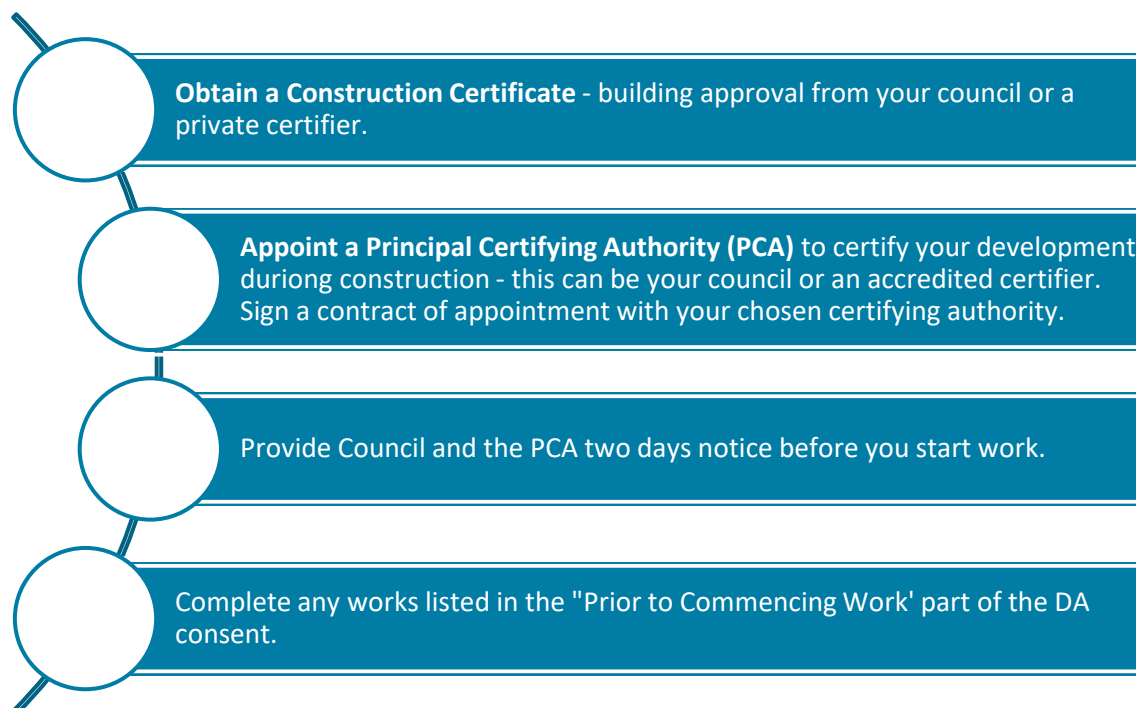 Obtain a Construction Certificate - building approval from your council or a
private certifier.
Appoint a Principal Certifying Authority (PCA) to certify your development
duriong construction - this can be your council or an accredited certifier.
Sign a contract of appointment with your chosen certifying authority.
Provide Council and the PCA two days notice before you start work.
Complete any works listed in the "Prior to Commencing Work' part of the DA
consent.